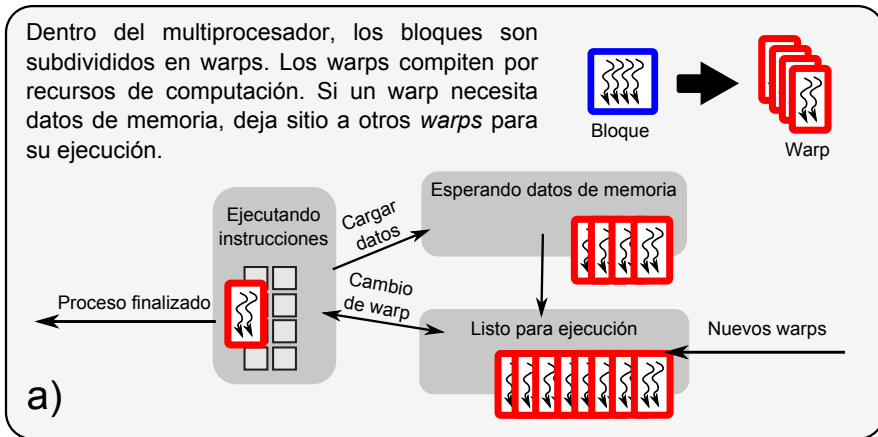 Dentro del multiprocesador, los bloques son
subdivididos en warps. Los warps compiten por
recursos de computación. Si un warp necesita
datos de memoria, deja sitio a otros warps para
su ejecución.
Bloque
Warp
Ejecutando
instrucciones
Cargar
datos
Esperando datos de memoria
Proceso finalizado
Cambio
de warp
Listo para ejecución
Nuevos warps
a)